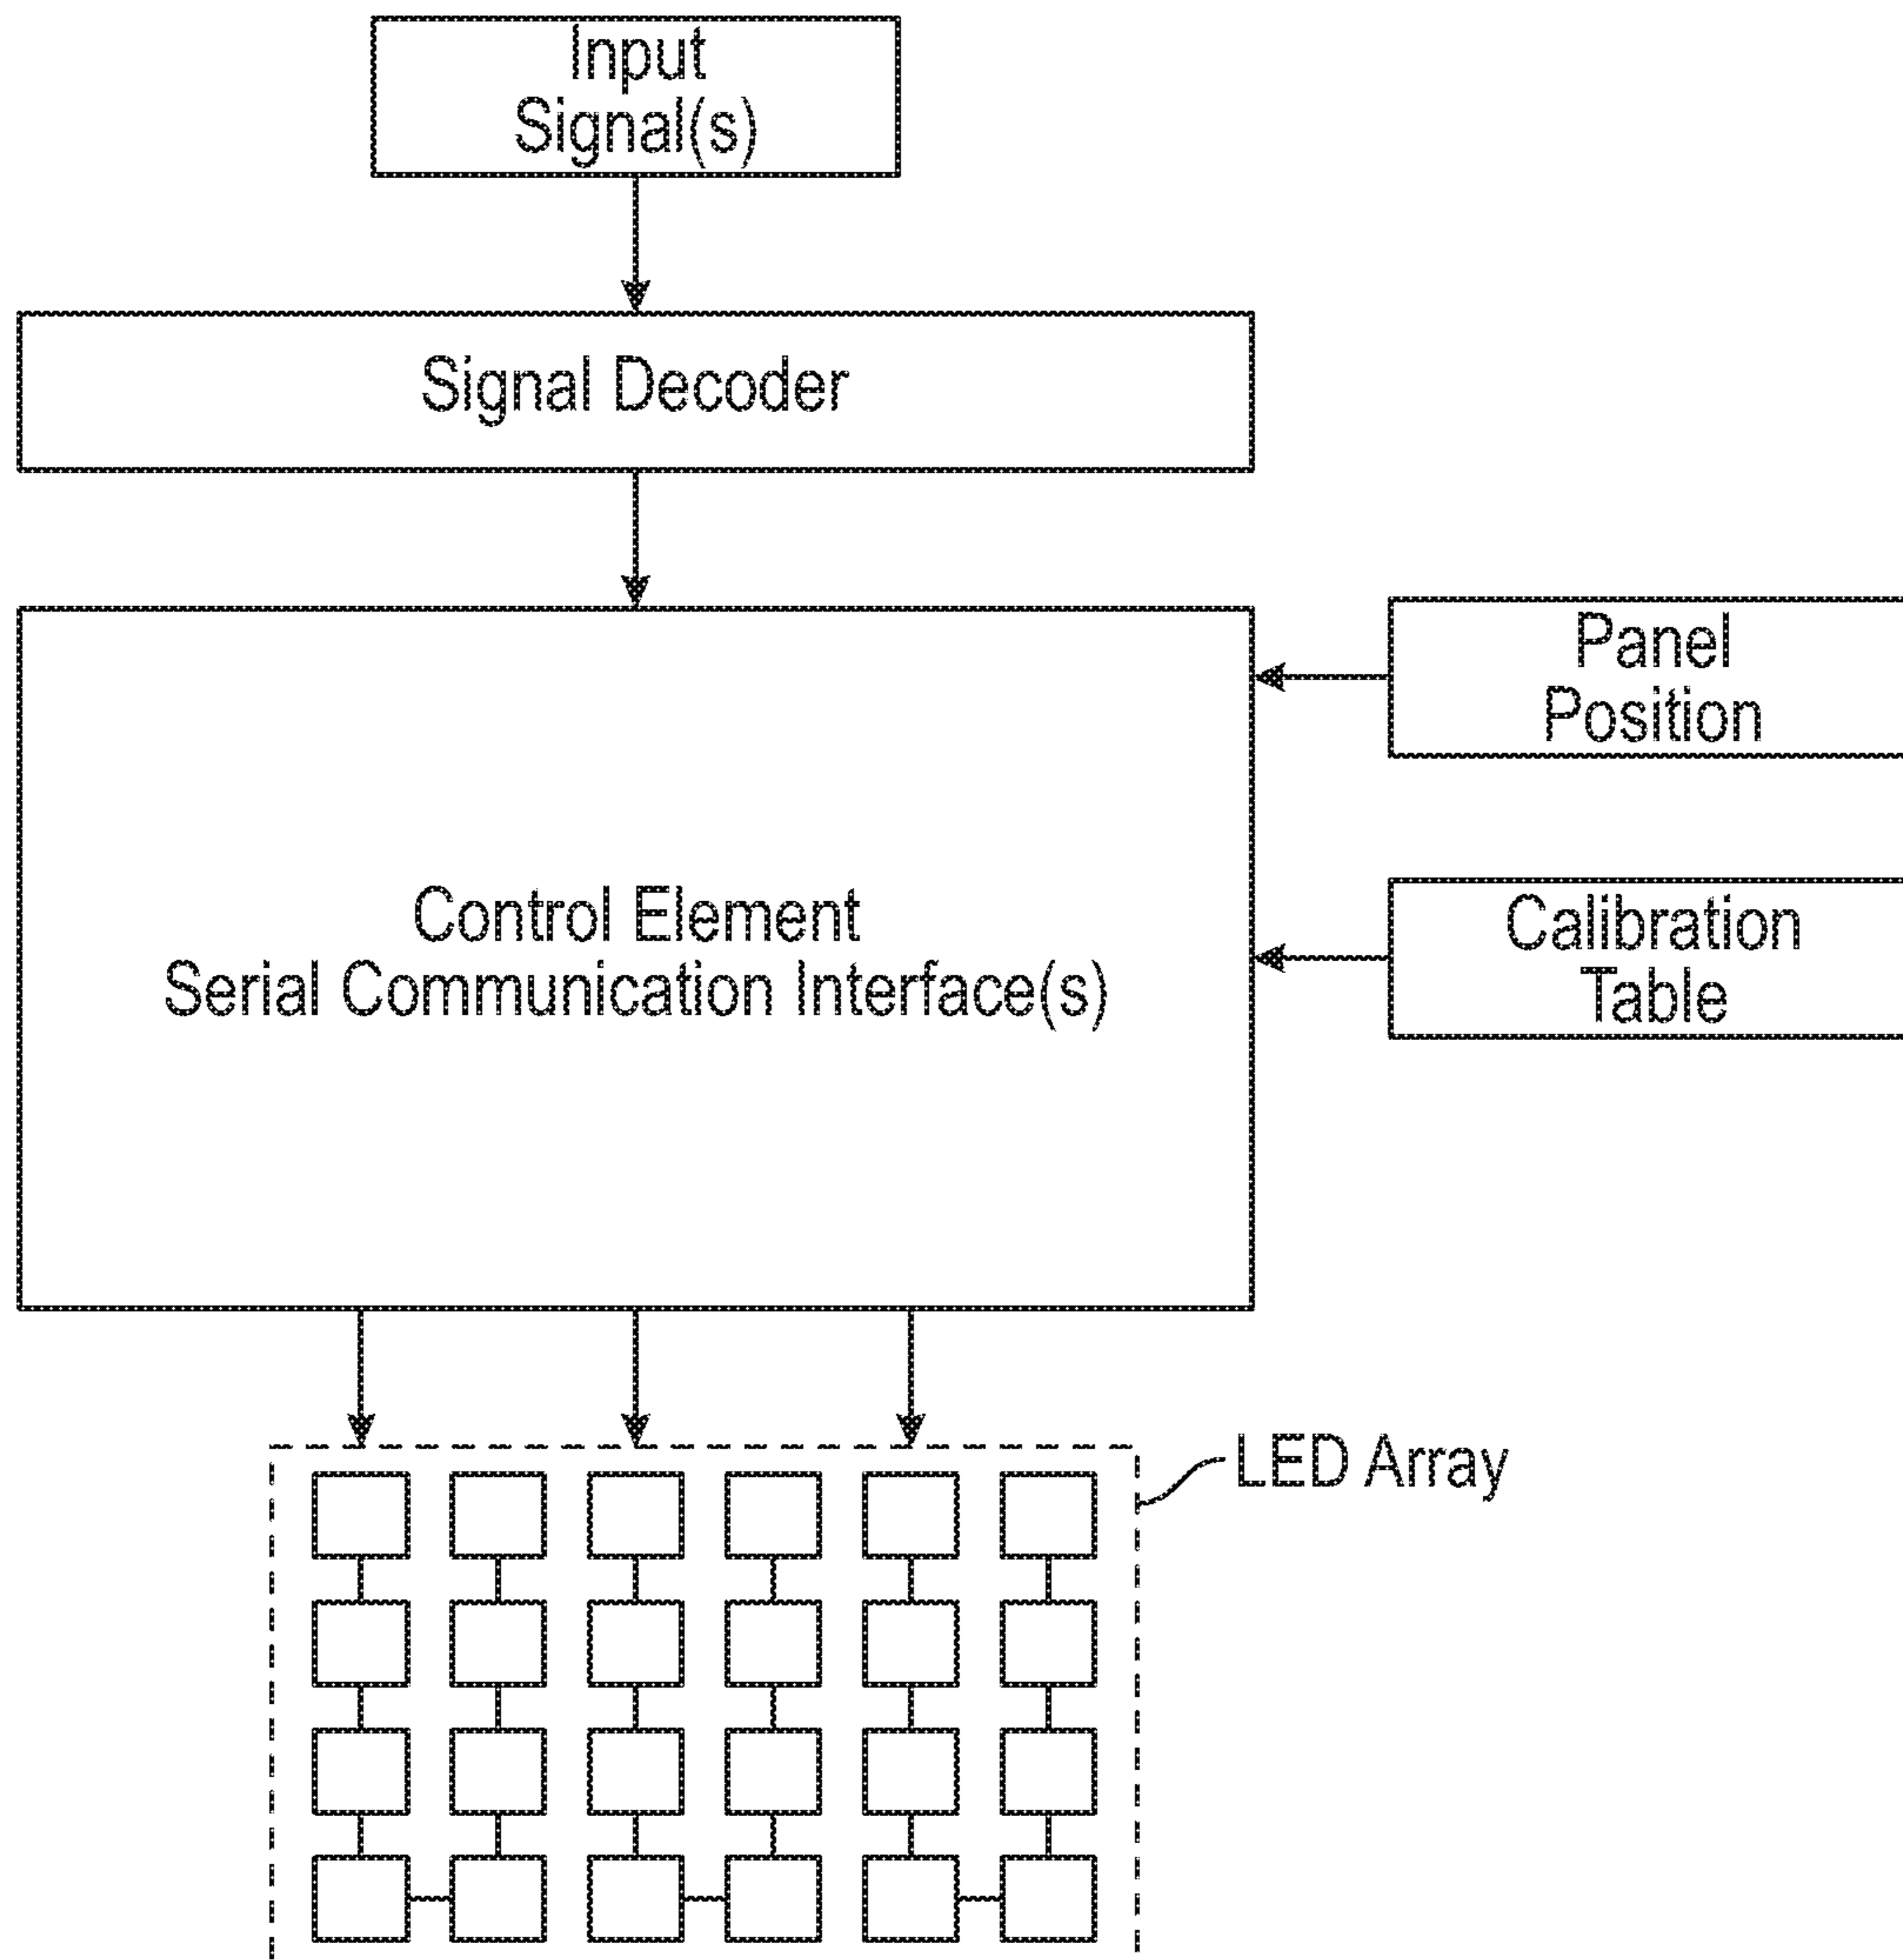 Input
Signal(s)
Signal Decoder
Panel
Position
Control Element
Serial Communication Interface(s)
Calibration
Table
LED Array